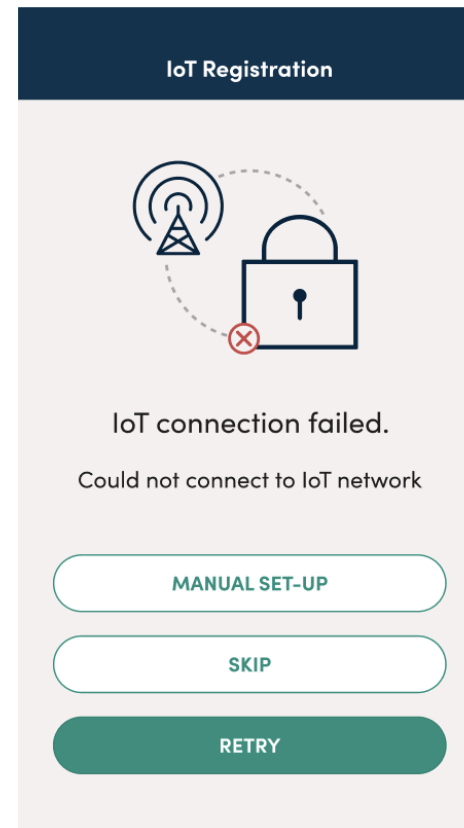 IoT Registration
IoT connection failed.
Could not connect to IoT network
MANUAL SET-UP
SKIP
RETRY